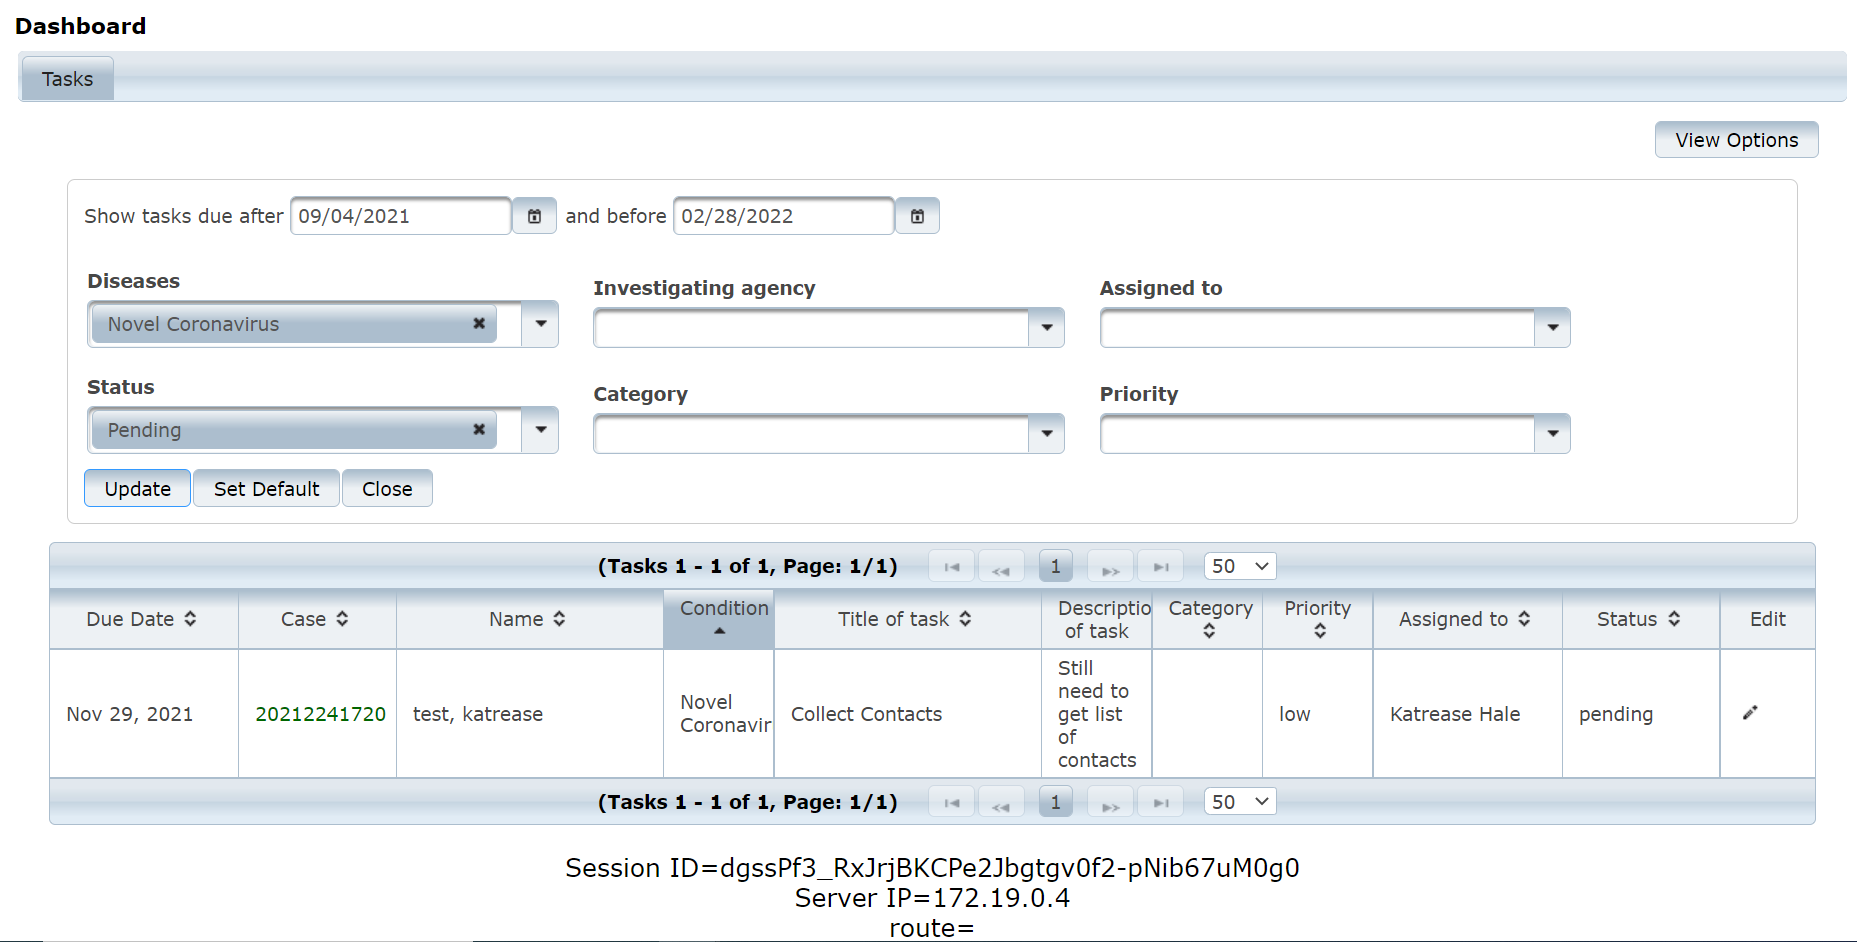 Dashboard
Tasks
View Options
Show tasks due after 09/04/2021 and before 02/28/2022
Diseases Investigating agency Assigned to
Novel Coronavirus
Status Category Priority
Pending
Update Set Default Close
(Tasks 1 - 1 of 1, Page: 1/1) 1 50
Due Date Case Name Condition Title of task Descriptio of task Category Priority Assigned to Status Edit
Nov 29, 2021 20212241720 test, katrease Novel Coronavir Collect Contacts Still need to get list of contacts low Katrease Hale pending
(Tasks 1 - 1 of 1, Page: 1/1) 1 50
Session ID=dgssPf3_RxJrjBKCPe2Jbgtgv0f2-pNib67uM0g0
Server IP=172.19.0.4
route=